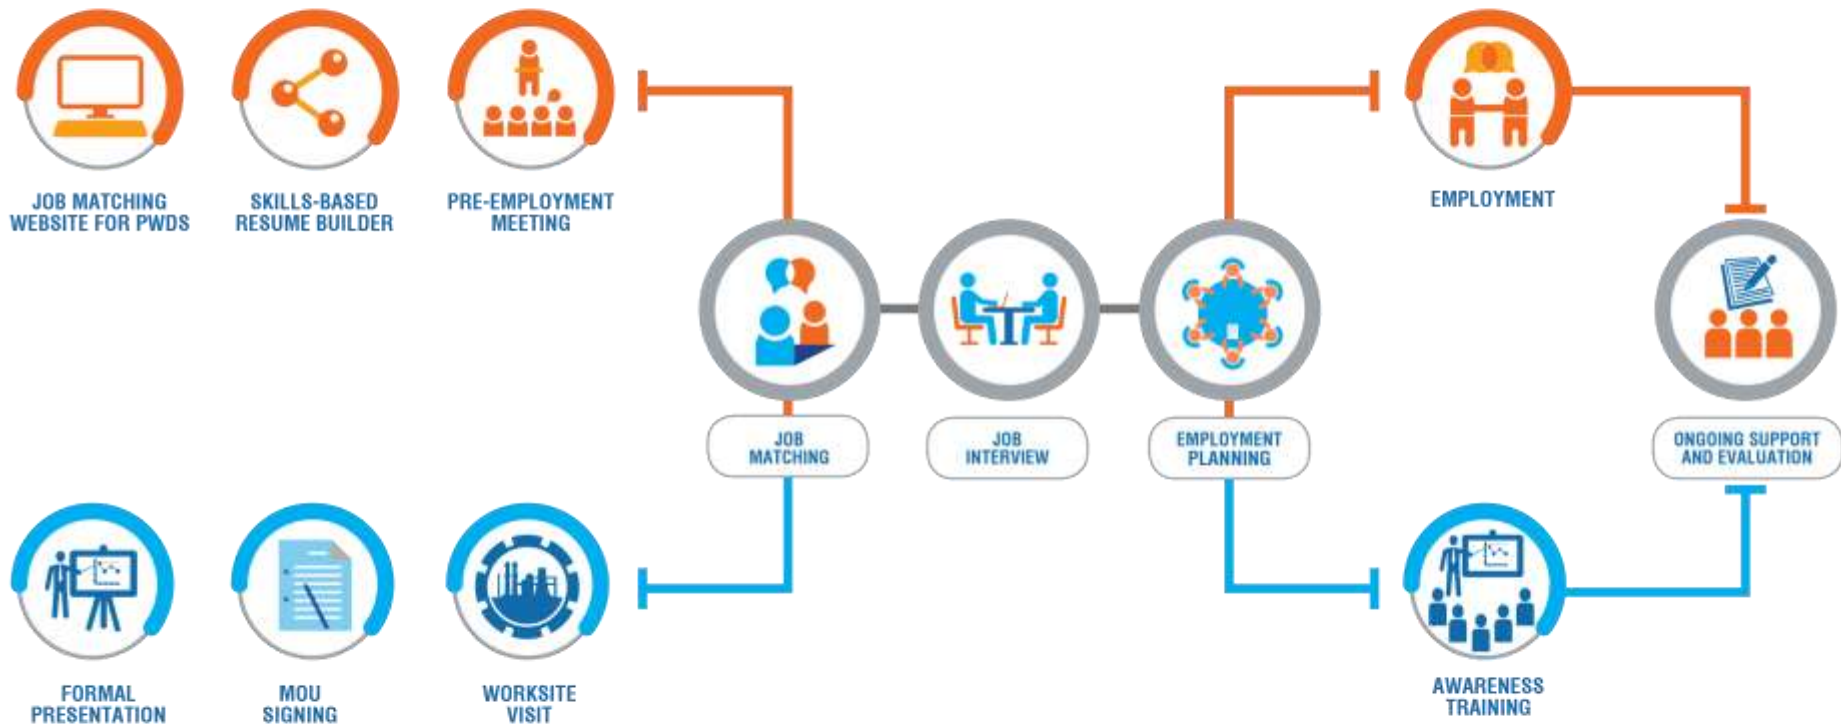 JOB MATCHING
WEBSITE FOR PWDS
SKILLS-BASED
RESUME BUILDER
PRE-EMPLOYMENT
MEETING
EMPLOYMENT
JOB
MATCHING
JOB
INTERVIEW
EMPLOYMENT
PLANNING
ONGOING SUPPORT
AND EVALUATION
FORMAL
PRESENTATION
MOU
SIGNING
WORKSITE
VISIT
AWARENESS
TRAINING